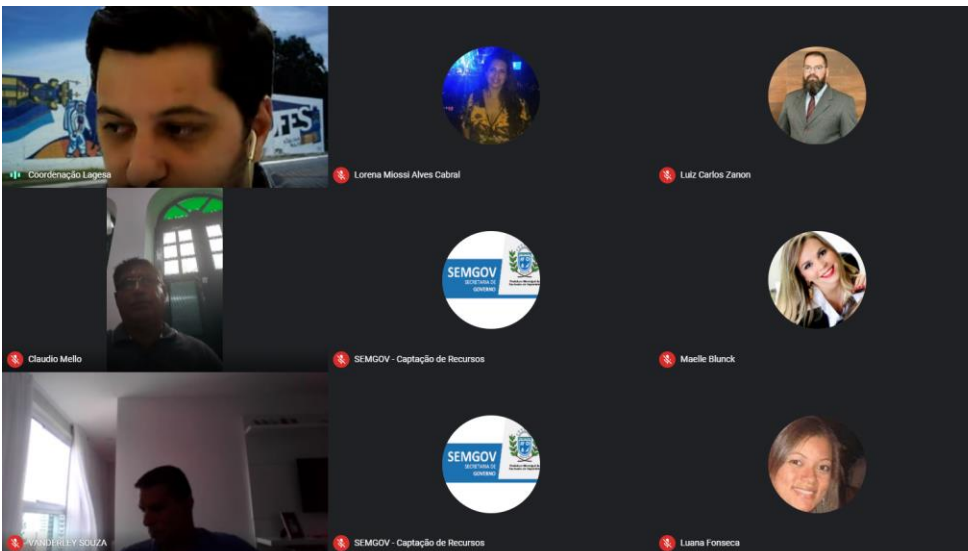 UFES
Coordenação Lagesa
Lorena Miossi Alves Cabral
Luiz Carlos Zanon
Claudio Mello
SEMGOV
SECRETARIA DE
GOVERNO
SEMGOV - Captação de Recursos
Maelle Blunck
VANDERLEY SOUZA
SEMGOV
SECRETARIA DE
GOVERNO
SEMGOV - Captação de Recursos
Luana Fonseca